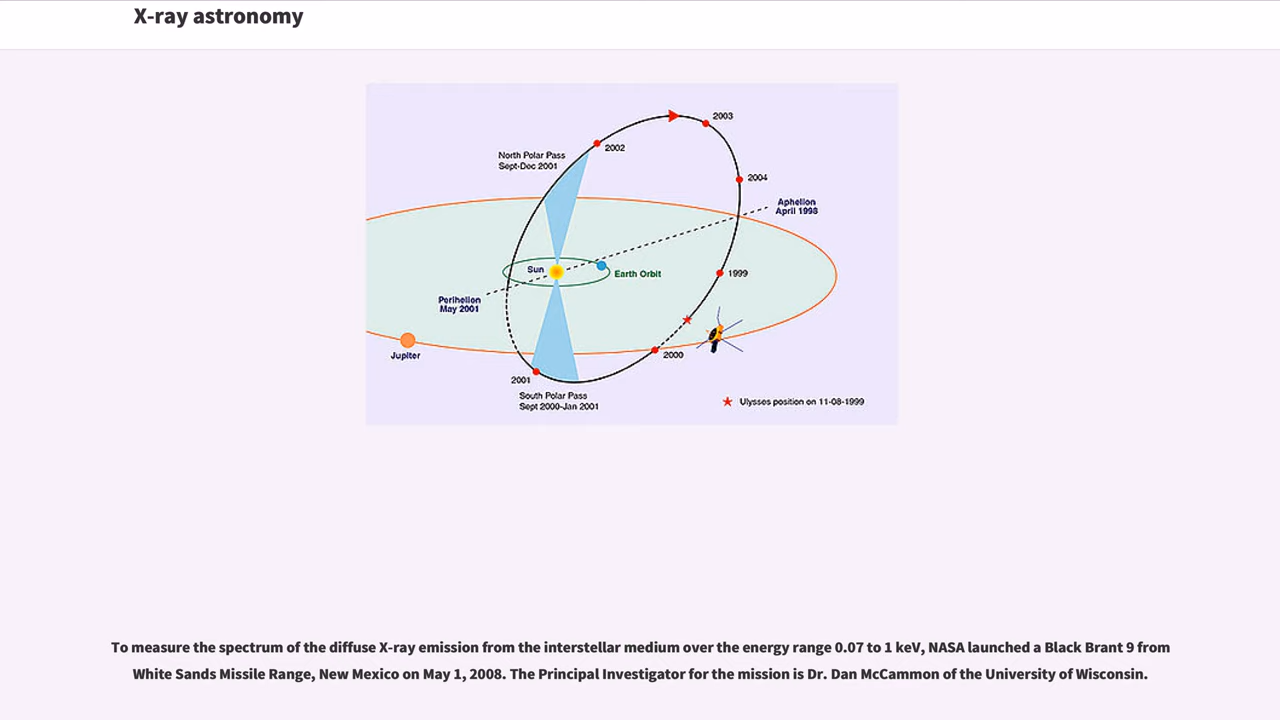 X-ray astronomy
2003
2002
North Polar Pass
Sept-Dec 2001
2004
Aphelion
April 1998
Sun
Earth Orbit
1999
Perihelion
May 2001
Jupiter
2000
2001
South Polar Pass
Sept 2000-Jan 2001
Ulysses position on 11-08-1999
To measure the spectrum of the diffuse X-ray emission from the interstellar medium over the energy range 0.07 to 1 keV, NASA launched a Black Brant 9 from
White Sands Missile Range, New Mexico on May 1, 2008. The Principal Investigator for the mission is Dr. Dan McCammon of the University of Wisconsin.